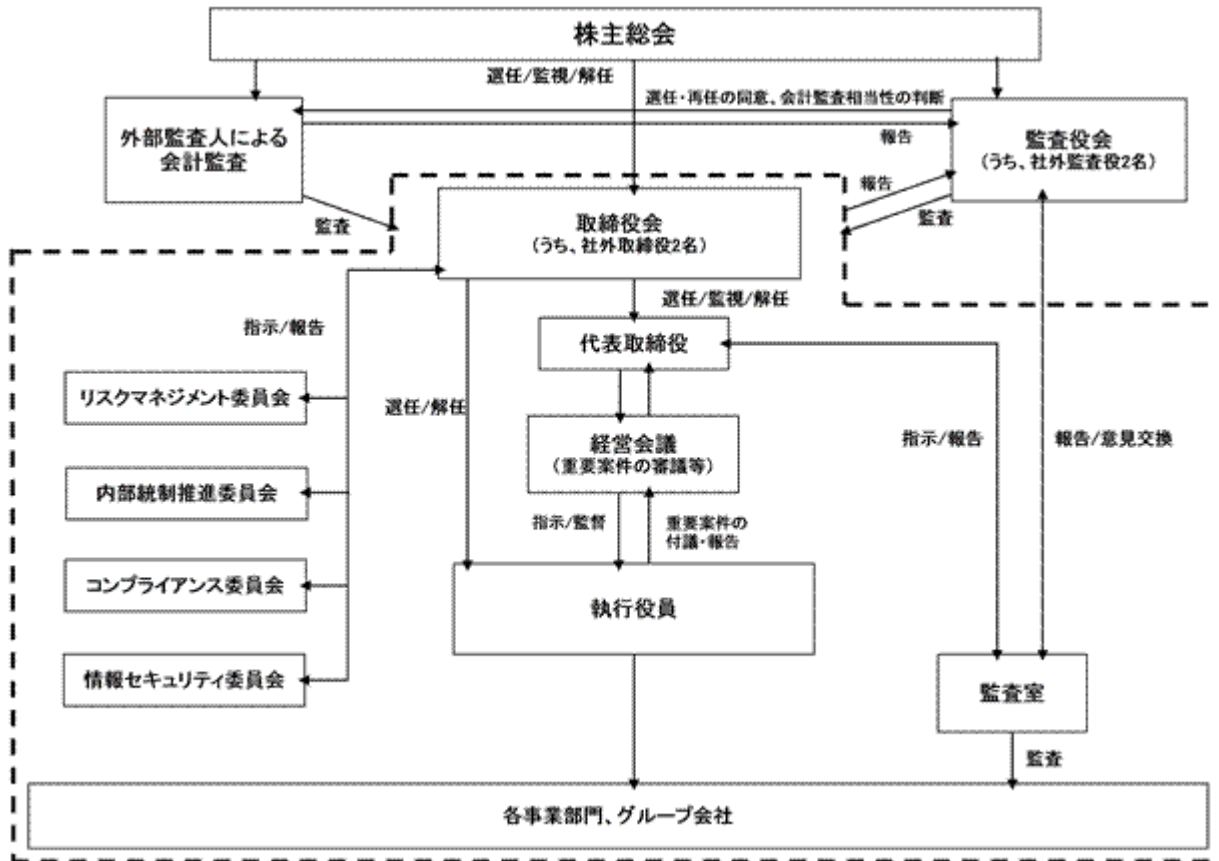 株主総会
選任/監視/解任
選任・再任の同意、会計監査相当性の判断
外部監査人による
会計監査
報告
監査役会
(うち、社外監査役2名)
報告
監査
監査
取締役会
(うち、社外取締役2名)
選任/監視/解任
指示/報告
代表取締役
リスクマネジメント委員会
選任/解任
経営会議
(重要案件の審議等)
指示/報告
報告/意見交換
内部統制推進委員会
指示/監督
重要案件の
付議・報告
コンプライアンス委員会
執行役員
情報セキュリティ委員会
監査室
監査
各事業部門、グループ会社